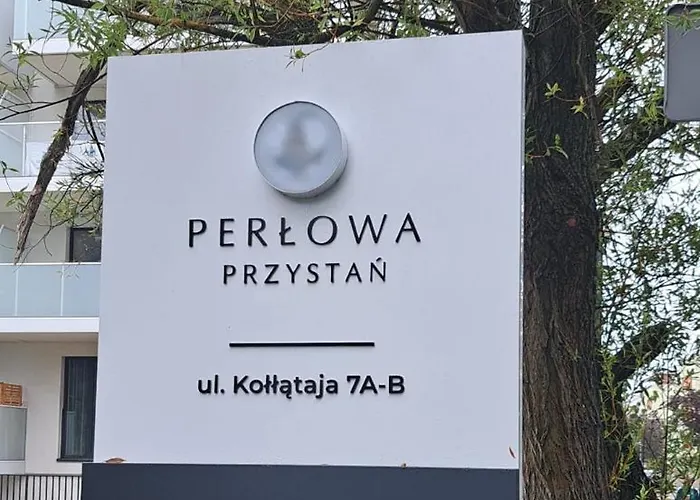 PERŁOWA
PRZYSTAŃ
ul. Kołłątaja 7A-B